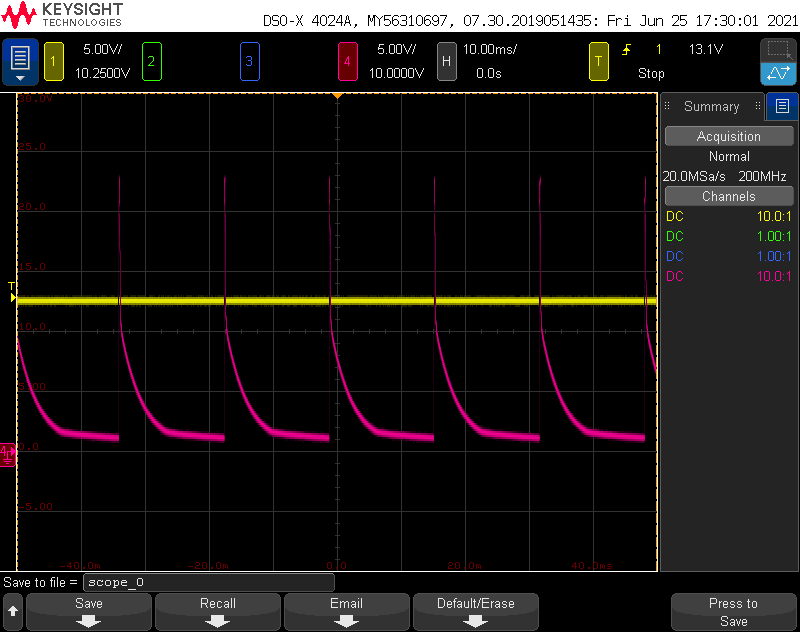 KEYSIGHT
TECHNOLOGIES
DSO-X 4024A, MY56310697, 07.30.2019051435: Fri Jun 25 17:30:01 2021
1 5.00V/ 10.2500V
2
3
4 5.00V/ 10.0000V
H 10.00ms/ 0.0s
T 1 13.1V
Stop
Summary
Acquisition
Normal
20.0MSa/s 200MHz
Channels
DC 10.0:1
DC 1.00:1
DC 1.00:1
DC 10.0:1
30.0V
25.0
20.0
15.0
T
10.0
5.00
0.0
4
-5.00
-40.0m -20.0m 0.0 20.0m 40.0ms
Save to file = scope_0
Save Recall Email Default/Erase Press to
Save